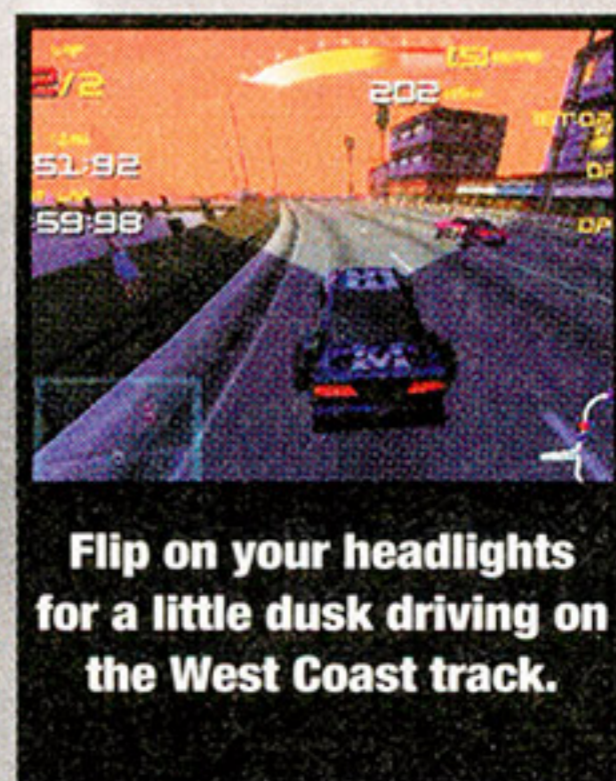 LAP
2/2
202
51:92
59:98
Flip on your headlights
for a little dusk driving on
the West Coast track.